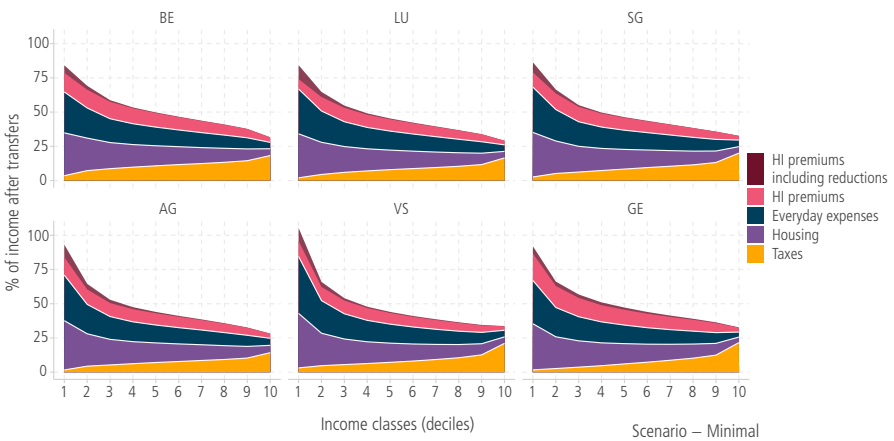 BE
LU
SG
100
75
50
25
0
AG
VS
GE
100
75
50
25
0
1 2 3 4 5 6 7 8 9 10
1 2 3 4 5 6 7 8 9 10
1 2 3 4 5 6 7 8 9 10
% of income after transfers
Income classes (deciles)
Scenario – Minimal
HI premiums
including reductions
HI premiums
Everyday expenses
Housing
Taxes